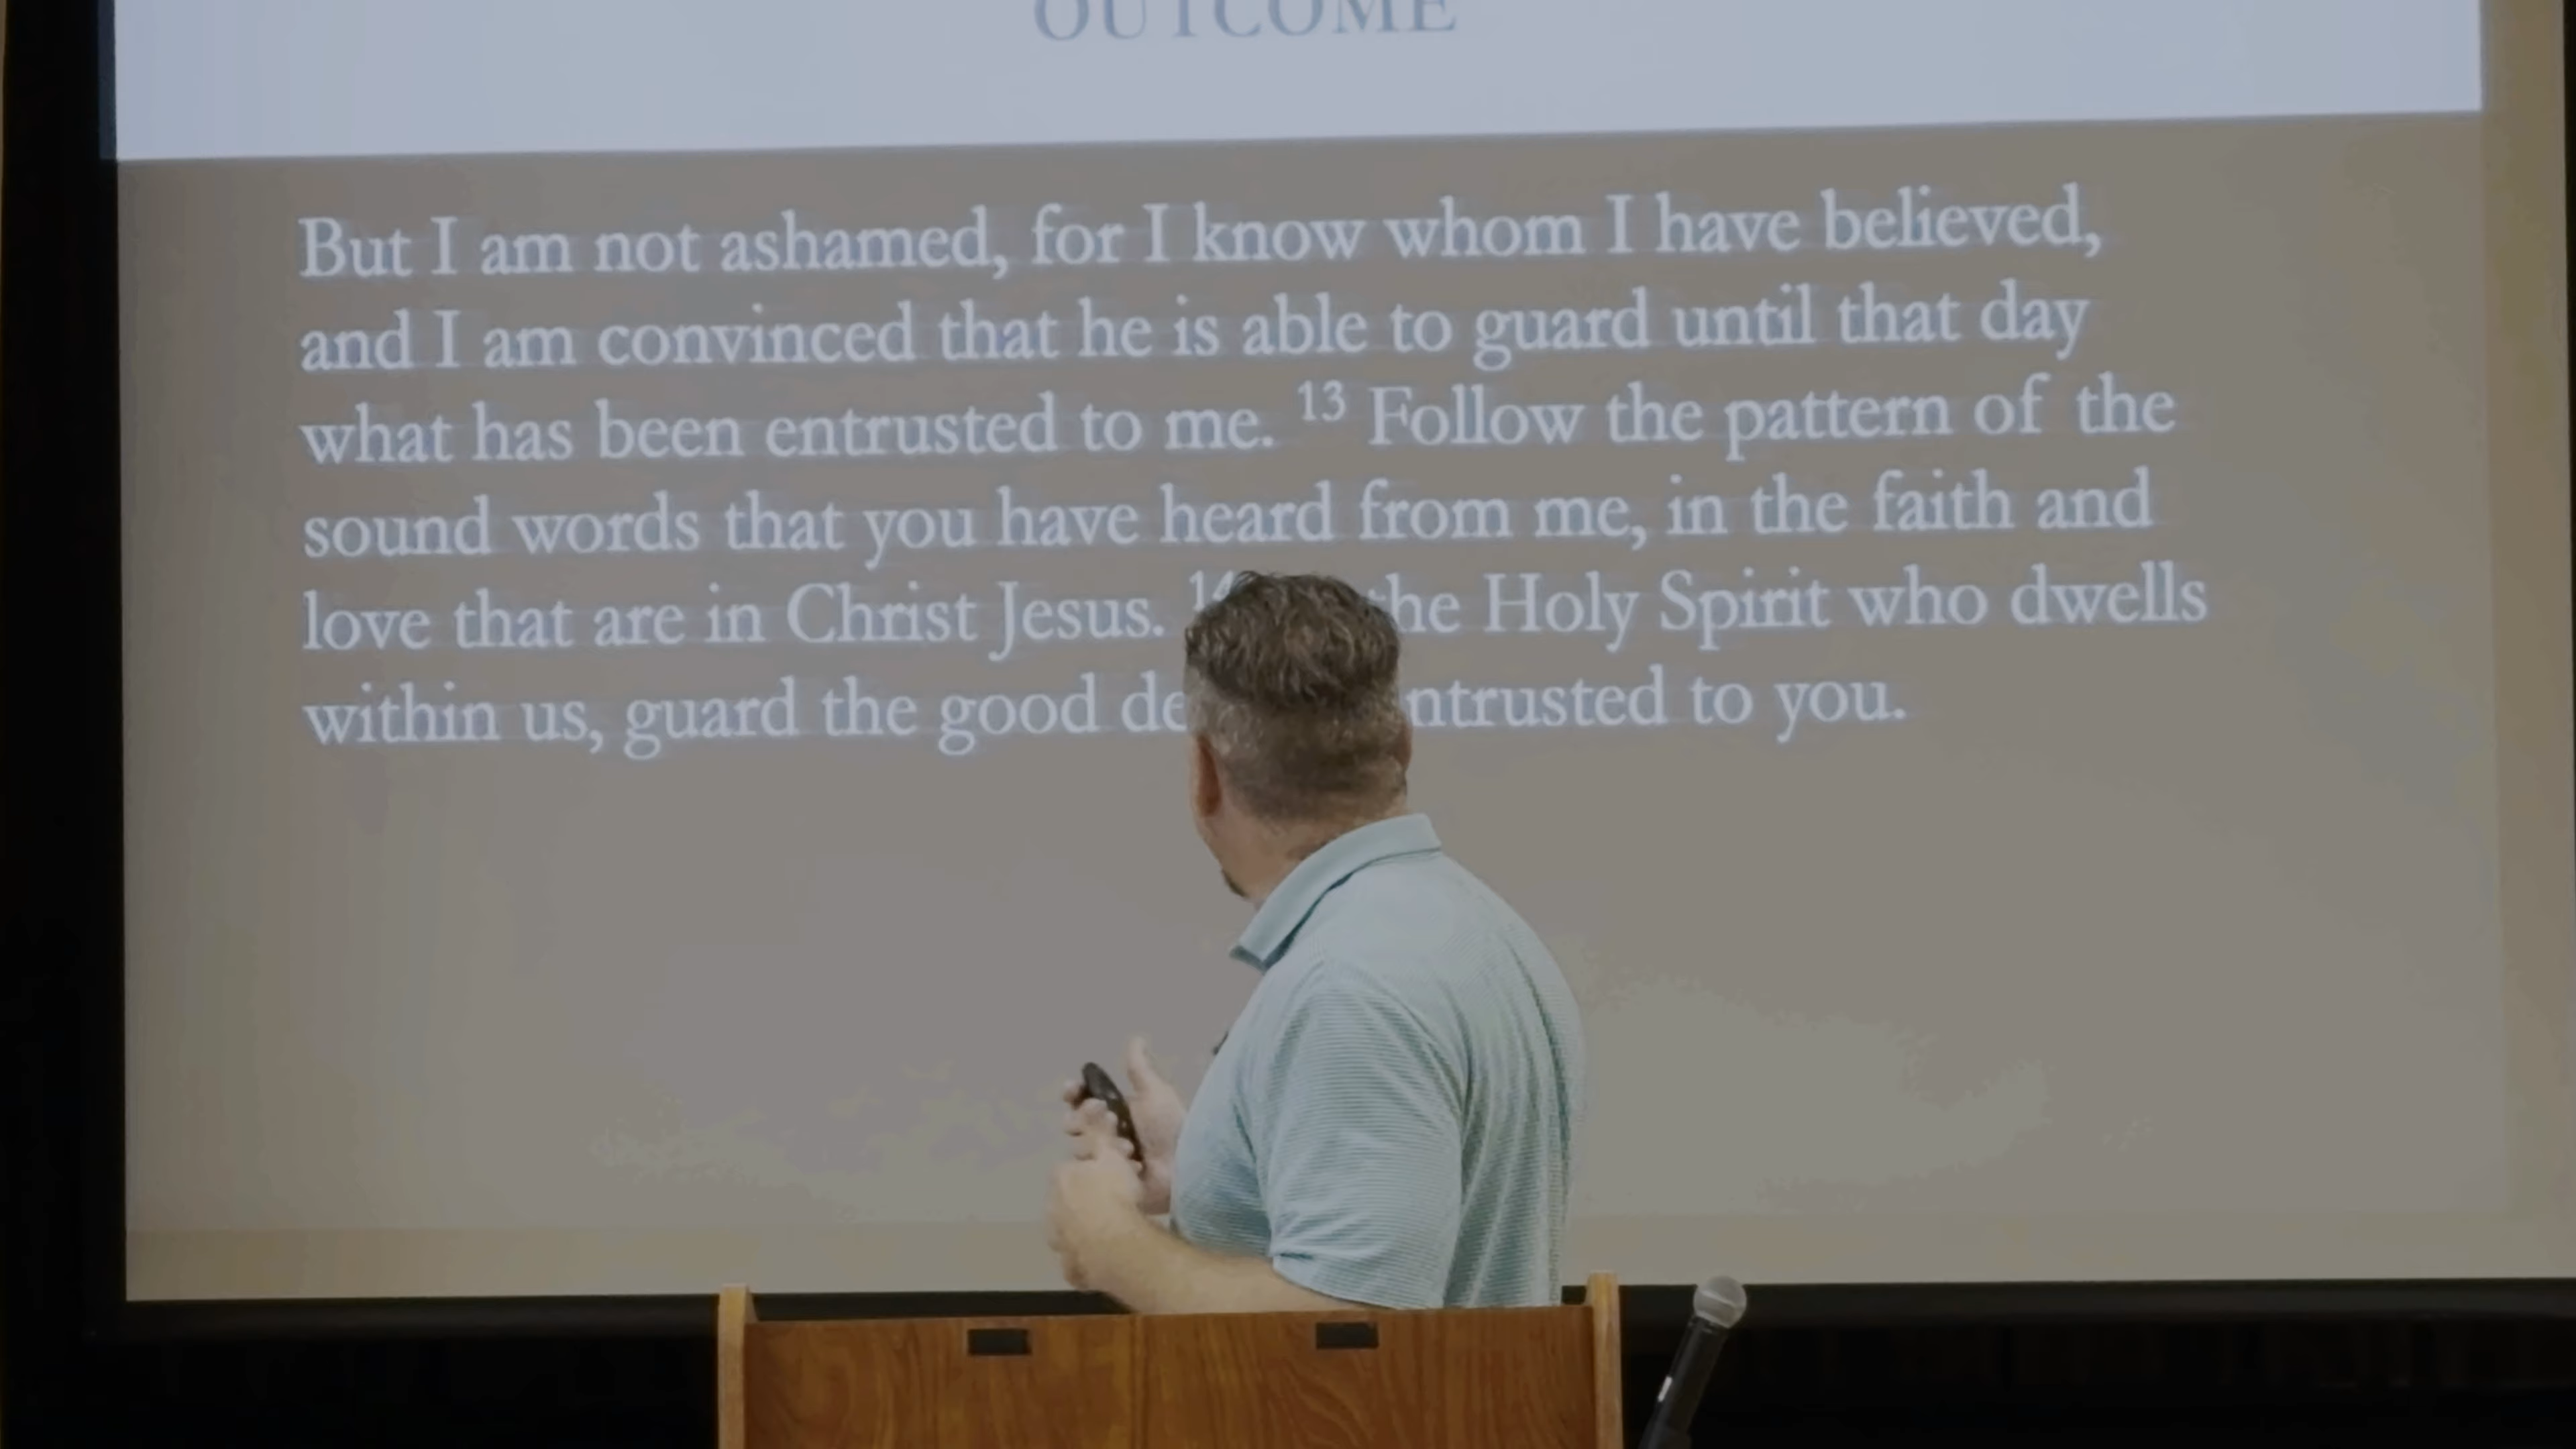 OUTCOME
But I am not ashamed, for I know whom I have believed,
and I am convinced that he is able to guard until that day
what has been entrusted to me. 13 Follow the pattern of the
sound words that you have heard from me, in the faith and
love that are in Christ Jesus. 14 the Holy Spirit who dwells
within us, guard the good de ntrusted to you.